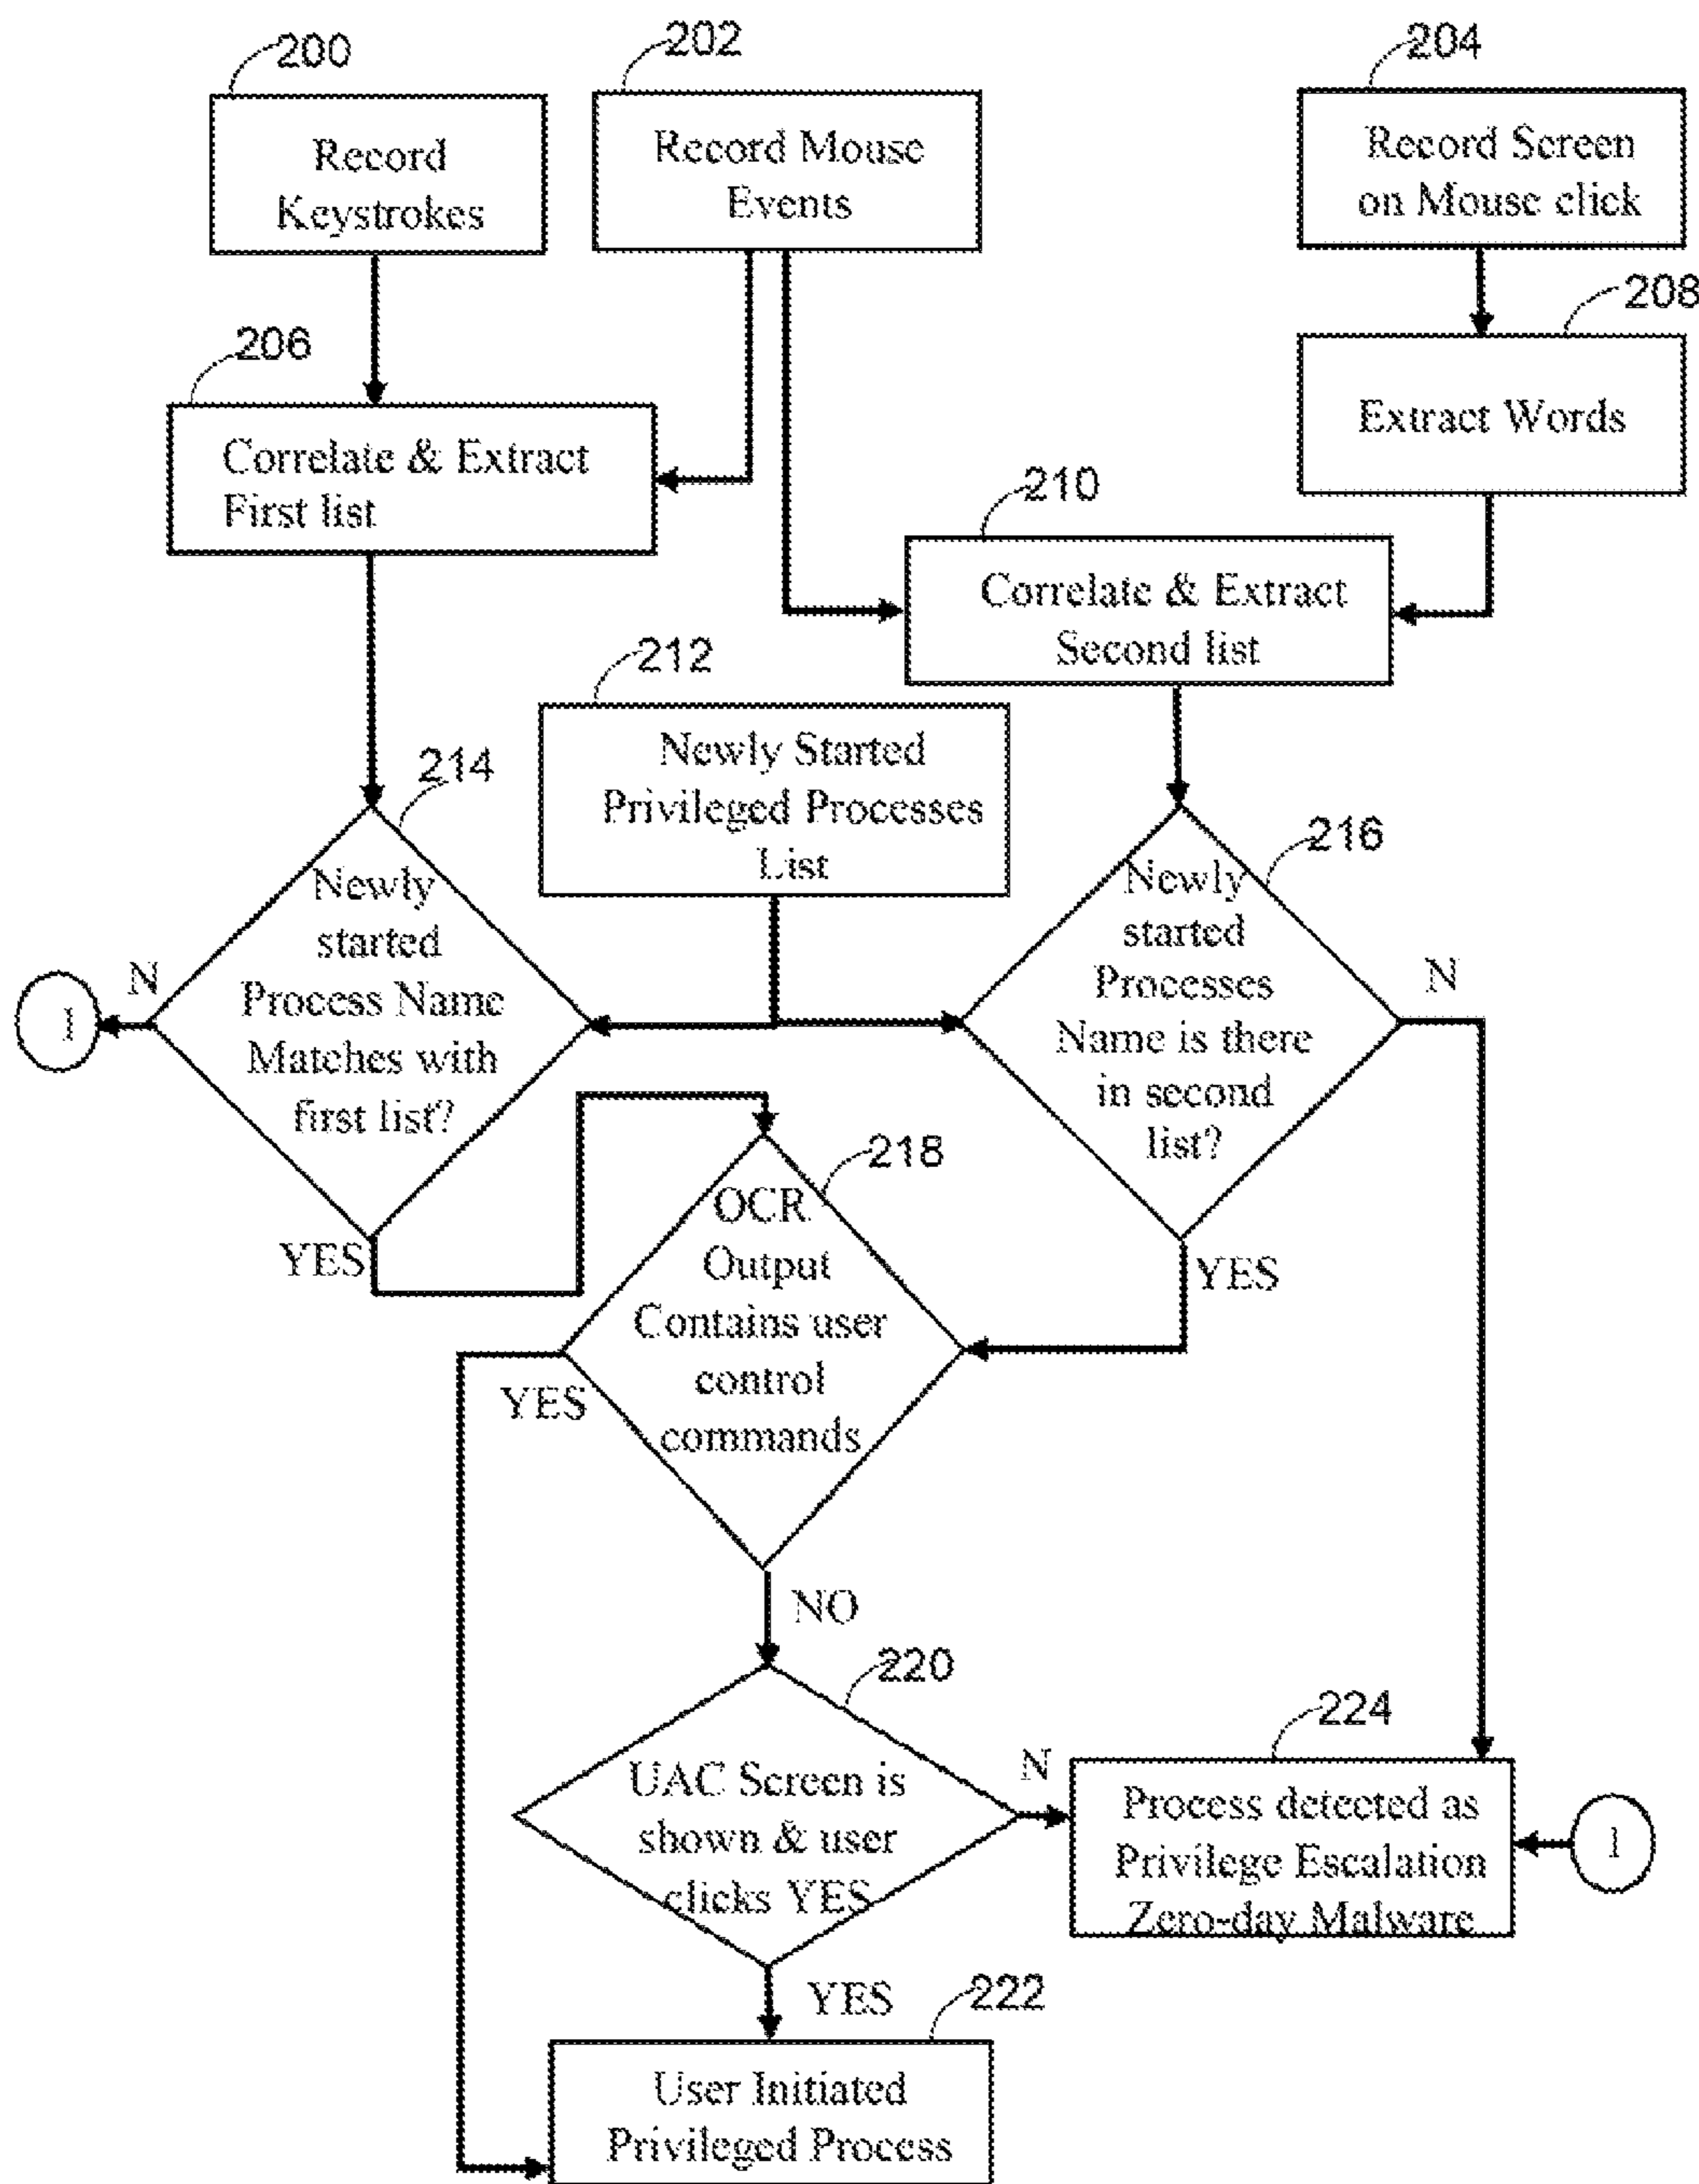 200
202
204
Record
Keystrokes
Record Mouse
Events
Record Screen
on Mouse click
206
208
Correlate & Extract
First list
Extract Words
210
Correlate & Extract
Second list
212
Newly Started
Privileged Processes
List
214
Newly
started
Process Name
Matches with
first list?
N
1
YES
216
Newly
started
Processes
Name is there
in second
list?
N
YES
218
OCR
Output
Contains user
control
commands
YES
NO
220
UAC Screen is
shown & user
clicks YES
N
YES
224
Process detected as
Privilege Escalation
Zero-day Malware
1
222
User Initiated
Privileged Process